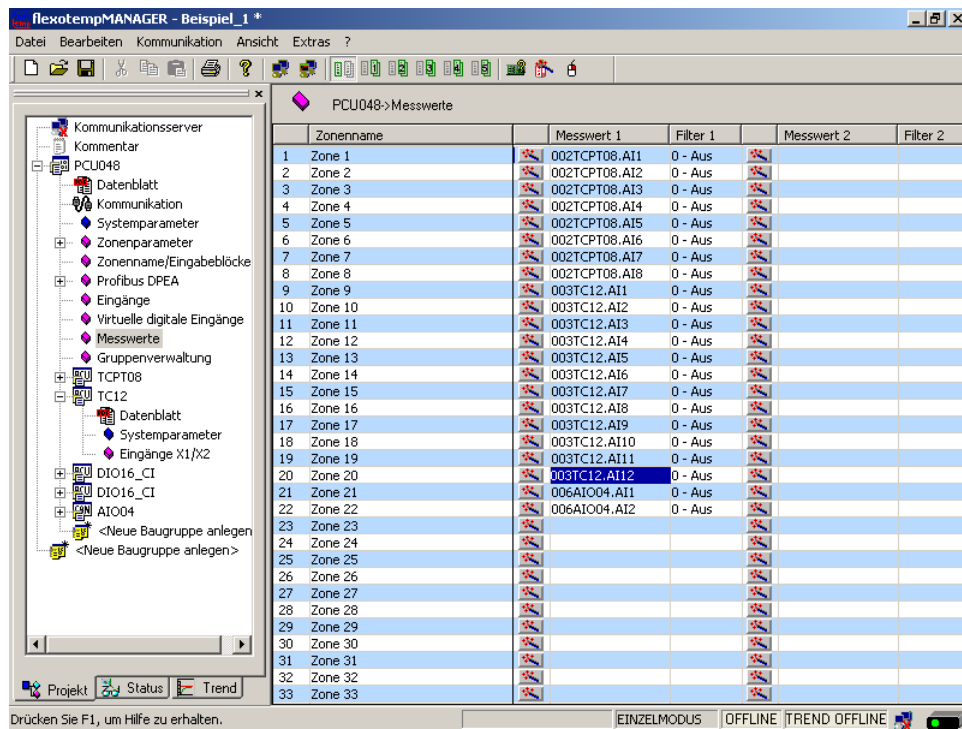 flexotempMANAGER - Beispiel_1 *
Datei Bearbeiten Kommunikation Ansicht Extras ?
PCU048->Messwerte
Kommunikationsserver
Kommentar
PCU048
Datenblatt
Kommunikation
Systemparameter
Zonenparameter
Zonenname/Eingabeblöcke
Profibus DPEA
Eingänge
Virtuelle digitale Eingänge
Messwerte
Gruppenverwaltung
TCPT08
TC12
Datenblatt
Systemparameter
Eingänge X1/X2
DIO16_CI
DIO16_CI
AIO04
<Neue Baugruppe anlegen
<Neue Baugruppe anlegen>
Projekt Status Trend
Zonenname Messwert 1 Filter 1 Messwert 2 Filter 2
1 Zone 1 002TCPT08.AI1 0 - Aus
2 Zone 2 002TCPT08.AI2 0 - Aus
3 Zone 3 002TCPT08.AI3 0 - Aus
4 Zone 4 002TCPT08.AI4 0 - Aus
5 Zone 5 002TCPT08.AI5 0 - Aus
6 Zone 6 002TCPT08.AI6 0 - Aus
7 Zone 7 002TCPT08.AI7 0 - Aus
8 Zone 8 002TCPT08.AI8 0 - Aus
9 Zone 9 003TC12.AI1 0 - Aus
10 Zone 10 003TC12.AI2 0 - Aus
11 Zone 11 003TC12.AI3 0 - Aus
12 Zone 12 003TC12.AI4 0 - Aus
13 Zone 13 003TC12.AI5 0 - Aus
14 Zone 14 003TC12.AI6 0 - Aus
15 Zone 15 003TC12.AI7 0 - Aus
16 Zone 16 003TC12.AI8 0 - Aus
17 Zone 17 003TC12.AI9 0 - Aus
18 Zone 18 003TC12.AI10 0 - Aus
19 Zone 19 003TC12.AI11 0 - Aus
20 Zone 20 003TC12.AI12 0 - Aus
21 Zone 21 006AIO04.AI1 0 - Aus
22 Zone 22 006AIO04.AI2 0 - Aus
23 Zone 23
24 Zone 24
25 Zone 25
26 Zone 26
27 Zone 27
28 Zone 28
29 Zone 29
30 Zone 30
31 Zone 31
32 Zone 32
33 Zone 33
Drücken Sie F1, um Hilfe zu erhalten. EINZELMODUS OFFLINE TREND OFFLINE